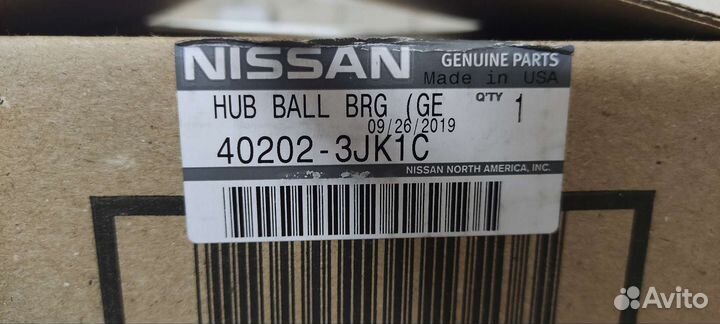 NISSAN GENUINE PARTS
Made in USA
HUB BALL BRG (GE Q'TY 1
09/26/2019
40202-3JK1C
NISSAN NORTH AMERICA, INC.
Avito